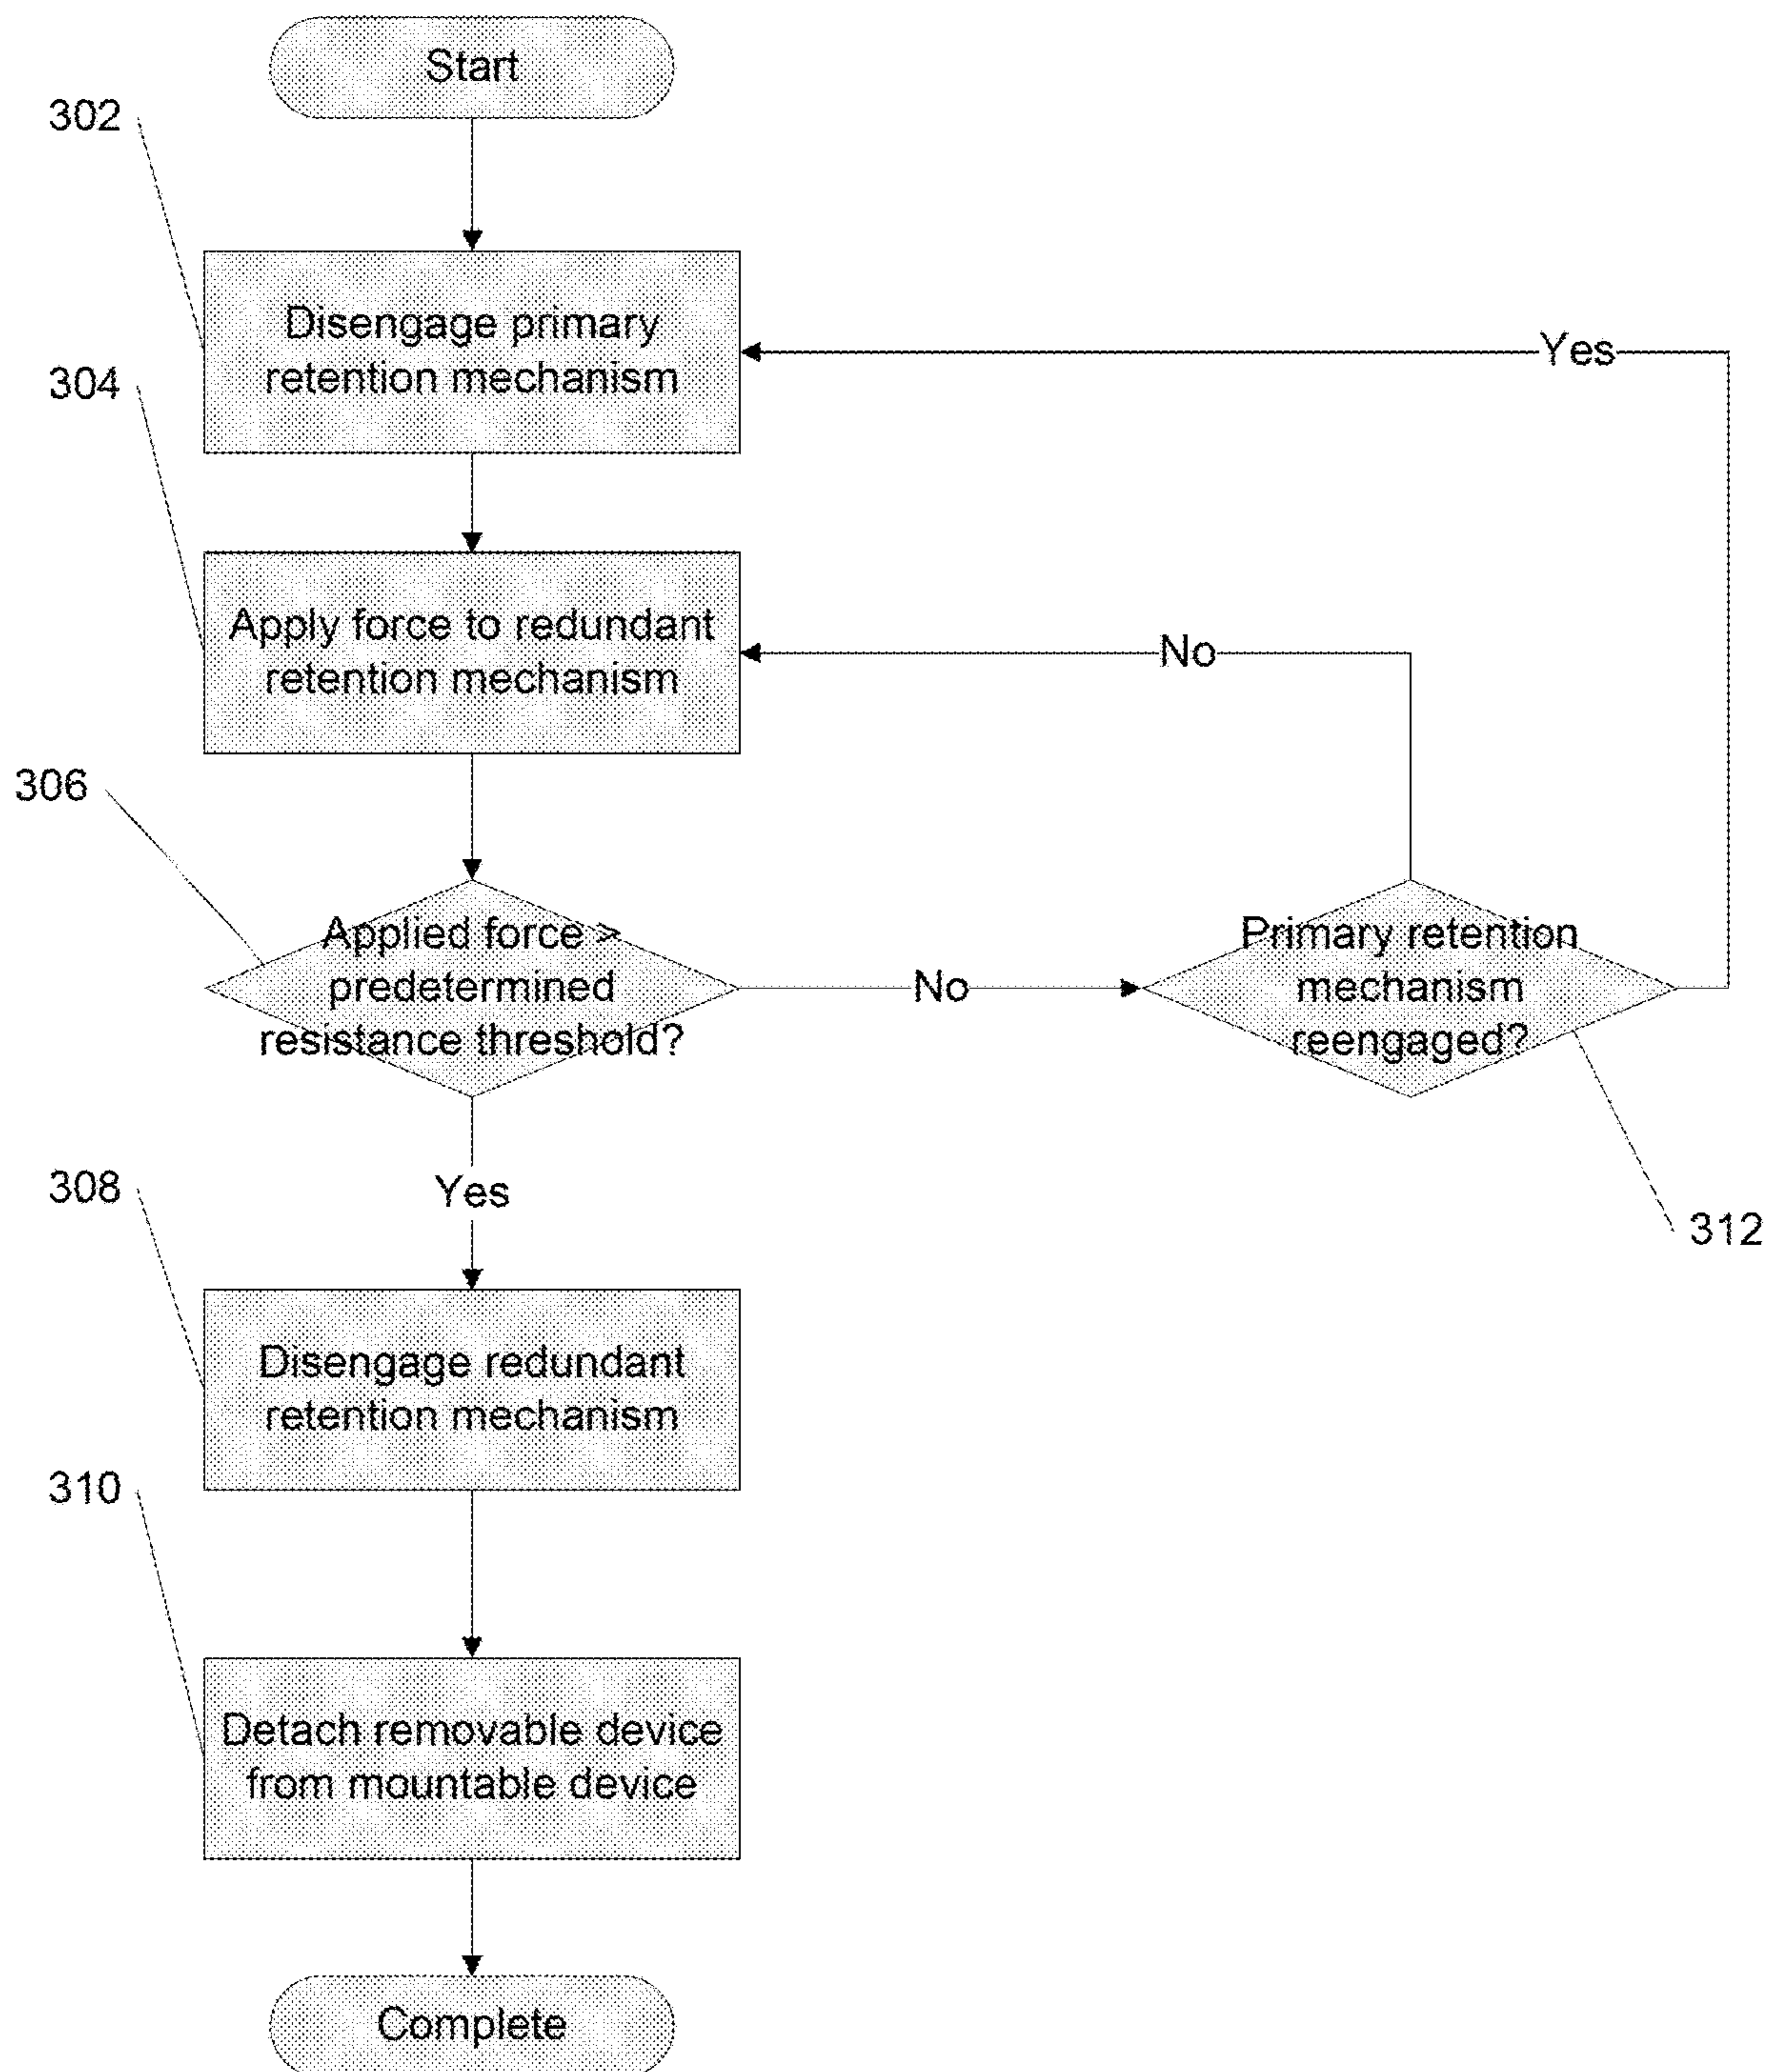 Start
302
Disengage primary
retention mechanism
Yes
304
Apply force to redundant
retention mechanism
No
306
Applied force >
predetermined
resistance threshold?
No
Primary retention
mechanism
reengaged?
312
Yes
308
Disengage redundant
retention mechanism
310
Detach removable device
from mountable device
Complete